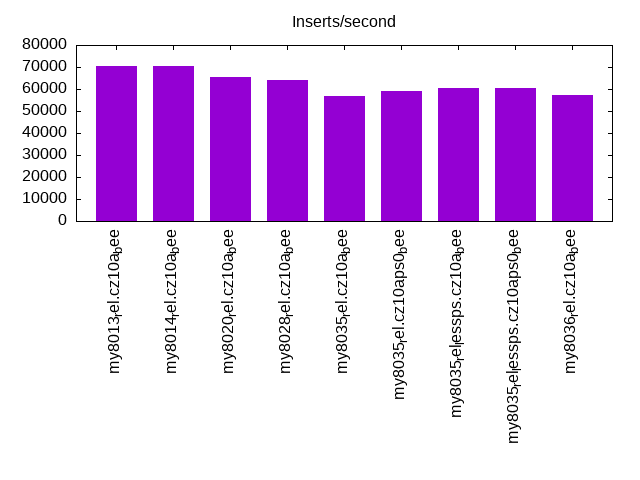 Inserts/second
80000
70000
60000
50000
40000
30000
20000
10000
0
my8013_rel.cz10a_bee
my8014_rel.cz10a_bee
my8020_rel.cz10a_bee
my8028_rel.cz10a_bee
my8035_rel.cz10a_bee
my8035_rel.cz10aps0_bee
my8035_rel_lessps.cz10a_bee
my8035_rel_lessps.cz10aps0_bee
my8036_rel.cz10a_bee